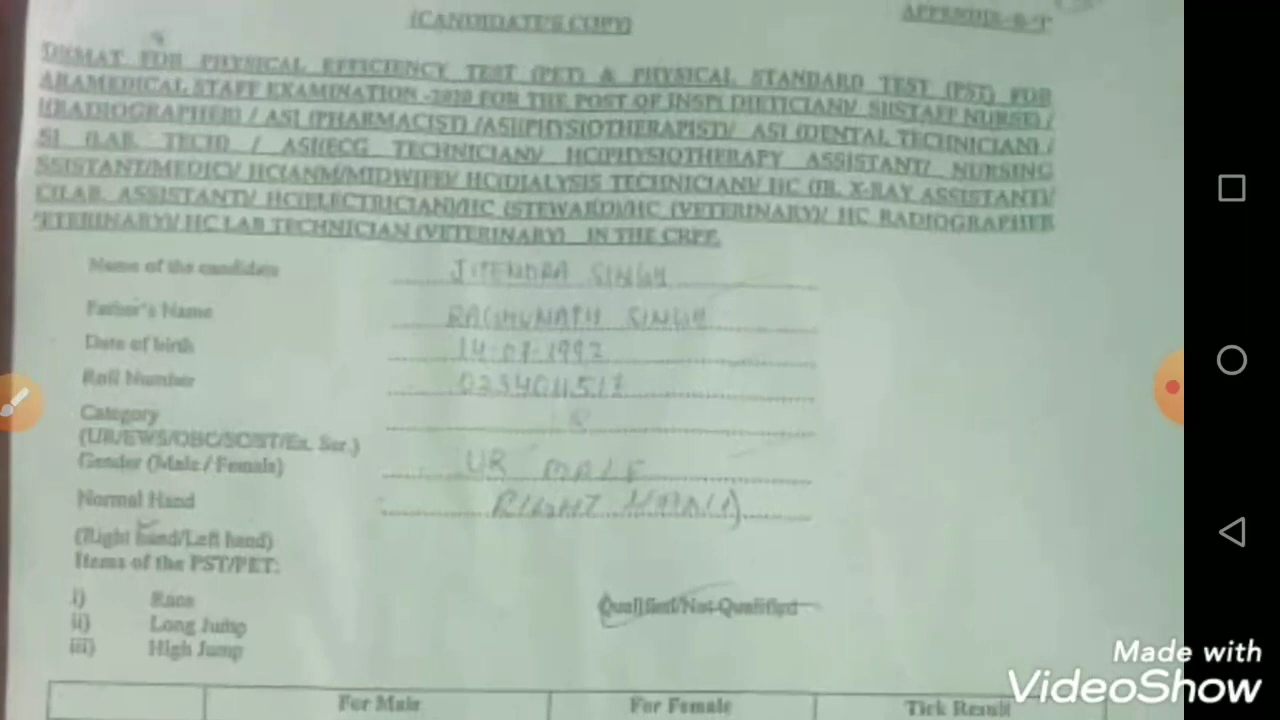 (CANDIDATE'S COPY)
APPENDIX-
ORMAT FOR PHYSICAL EFFICIENCY TEST (PET) & PHYSICAL STANDARD TEST (PST) FOR
ARAMEDICAL STAFF EXAMINATION -2020 FOR THE POST OF INSP( DIETICIAN)/ SI(STAFF NURSE) /
I(RADIOGRAPHER) / ASI (PHARMACIST) /ASI(PHYSIOTHERAPIST)/ ASI (DENTAL TECHNICIAN) /
SI (LAB. TECH) / ASI(ECG TECHNICIAN)/ HC(PHYSIOTHERAPY ASSISTANT/ NURSING
SSISTANT/MEDIC)/ HC(ANM/MIDWIFE)/ HC(DIALYSIS TECHNICIAN)/ HC (JR. X-RAY ASSISTANT)/
C(LAB. ASSISTANT)/ HC(ELECTRICIAN)/HC (STEWARD)/HC (VETERINARY)/ HC RADIOGRAPHER
ETERINARY)/ HC LAB TECHNICIAN (VETERINARY) IN THE CRPF.
Name of the candidate JITENDRA SINGH
Father's Name RAGHUNATH SINGH
Date of birth 14-07-1992
Roll Number
Category
(UR/EWS/OBC/SC/ST/Ex. Ser.)
Gender (Male / Female) UR MALE
Normal Hand RIGHT HAND
(Right hand/Left hand)
Items of the PST/PET:
i) Race Qualified/Not Qualified
ii) Long Jump
iii) High Jump
For Male For Female Tick Result
Made with
VideoShow